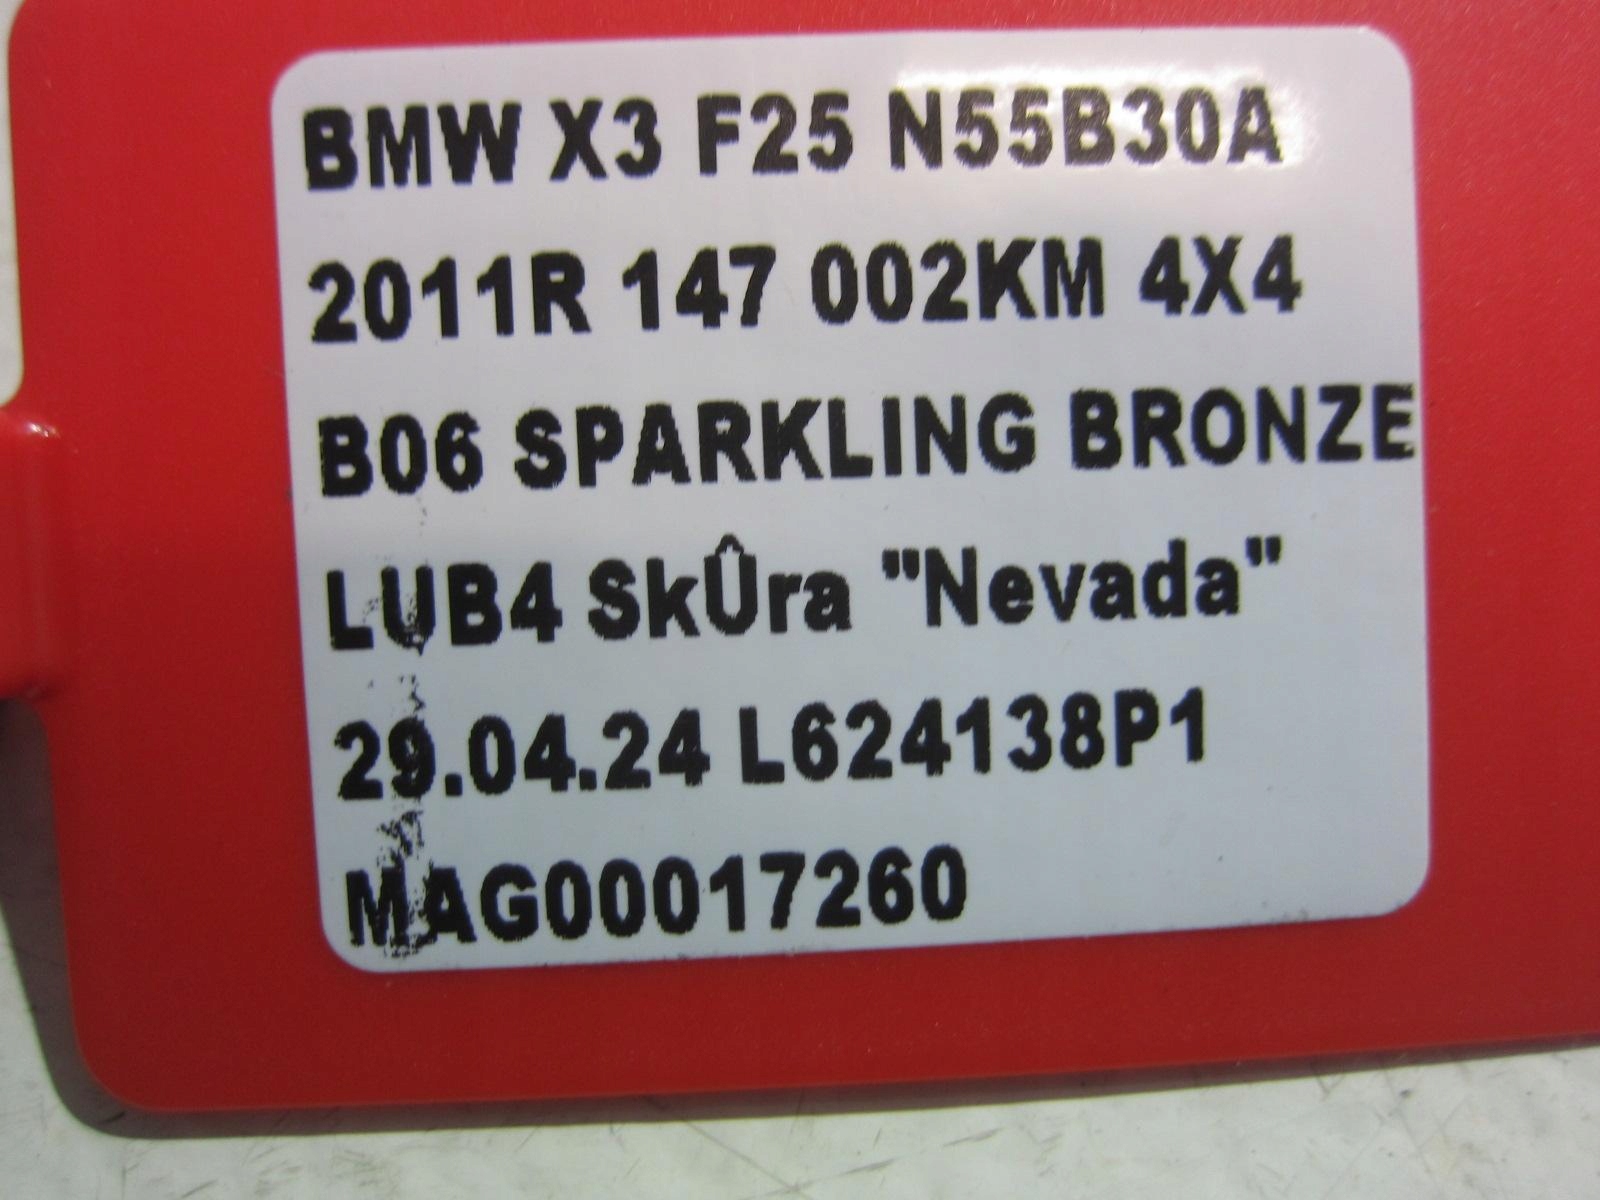 BMW X3 F25 N55B30A
2011R 147 002KM 4X4
B06 SPARKLING BRONZE
LUB4 SkÛra "Nevada"
29.04.24 L624138P1
MAG00017260